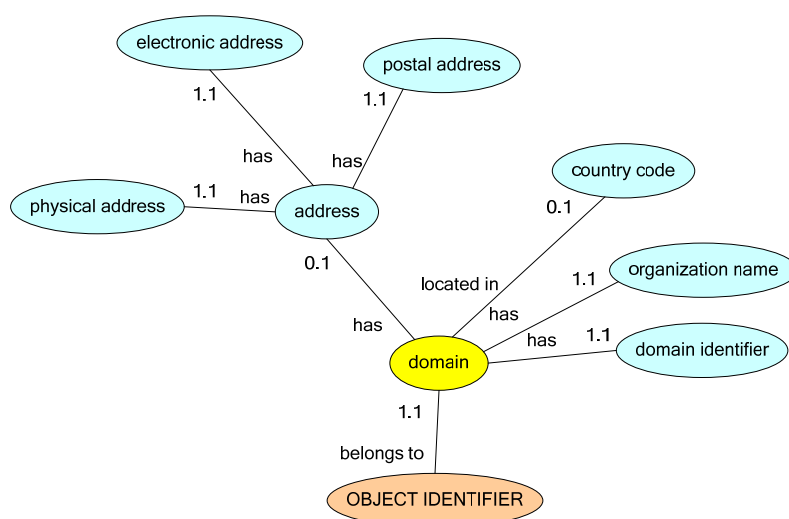 electronic address
postal address
1.1
1.1
has
has
country code
1.1
has
physical address
address
0.1
0.1
organization name
located in
1.1
has
has
has
1.1
domain identifier
domain
1.1
belongs to
OBJECT IDENTIFIER